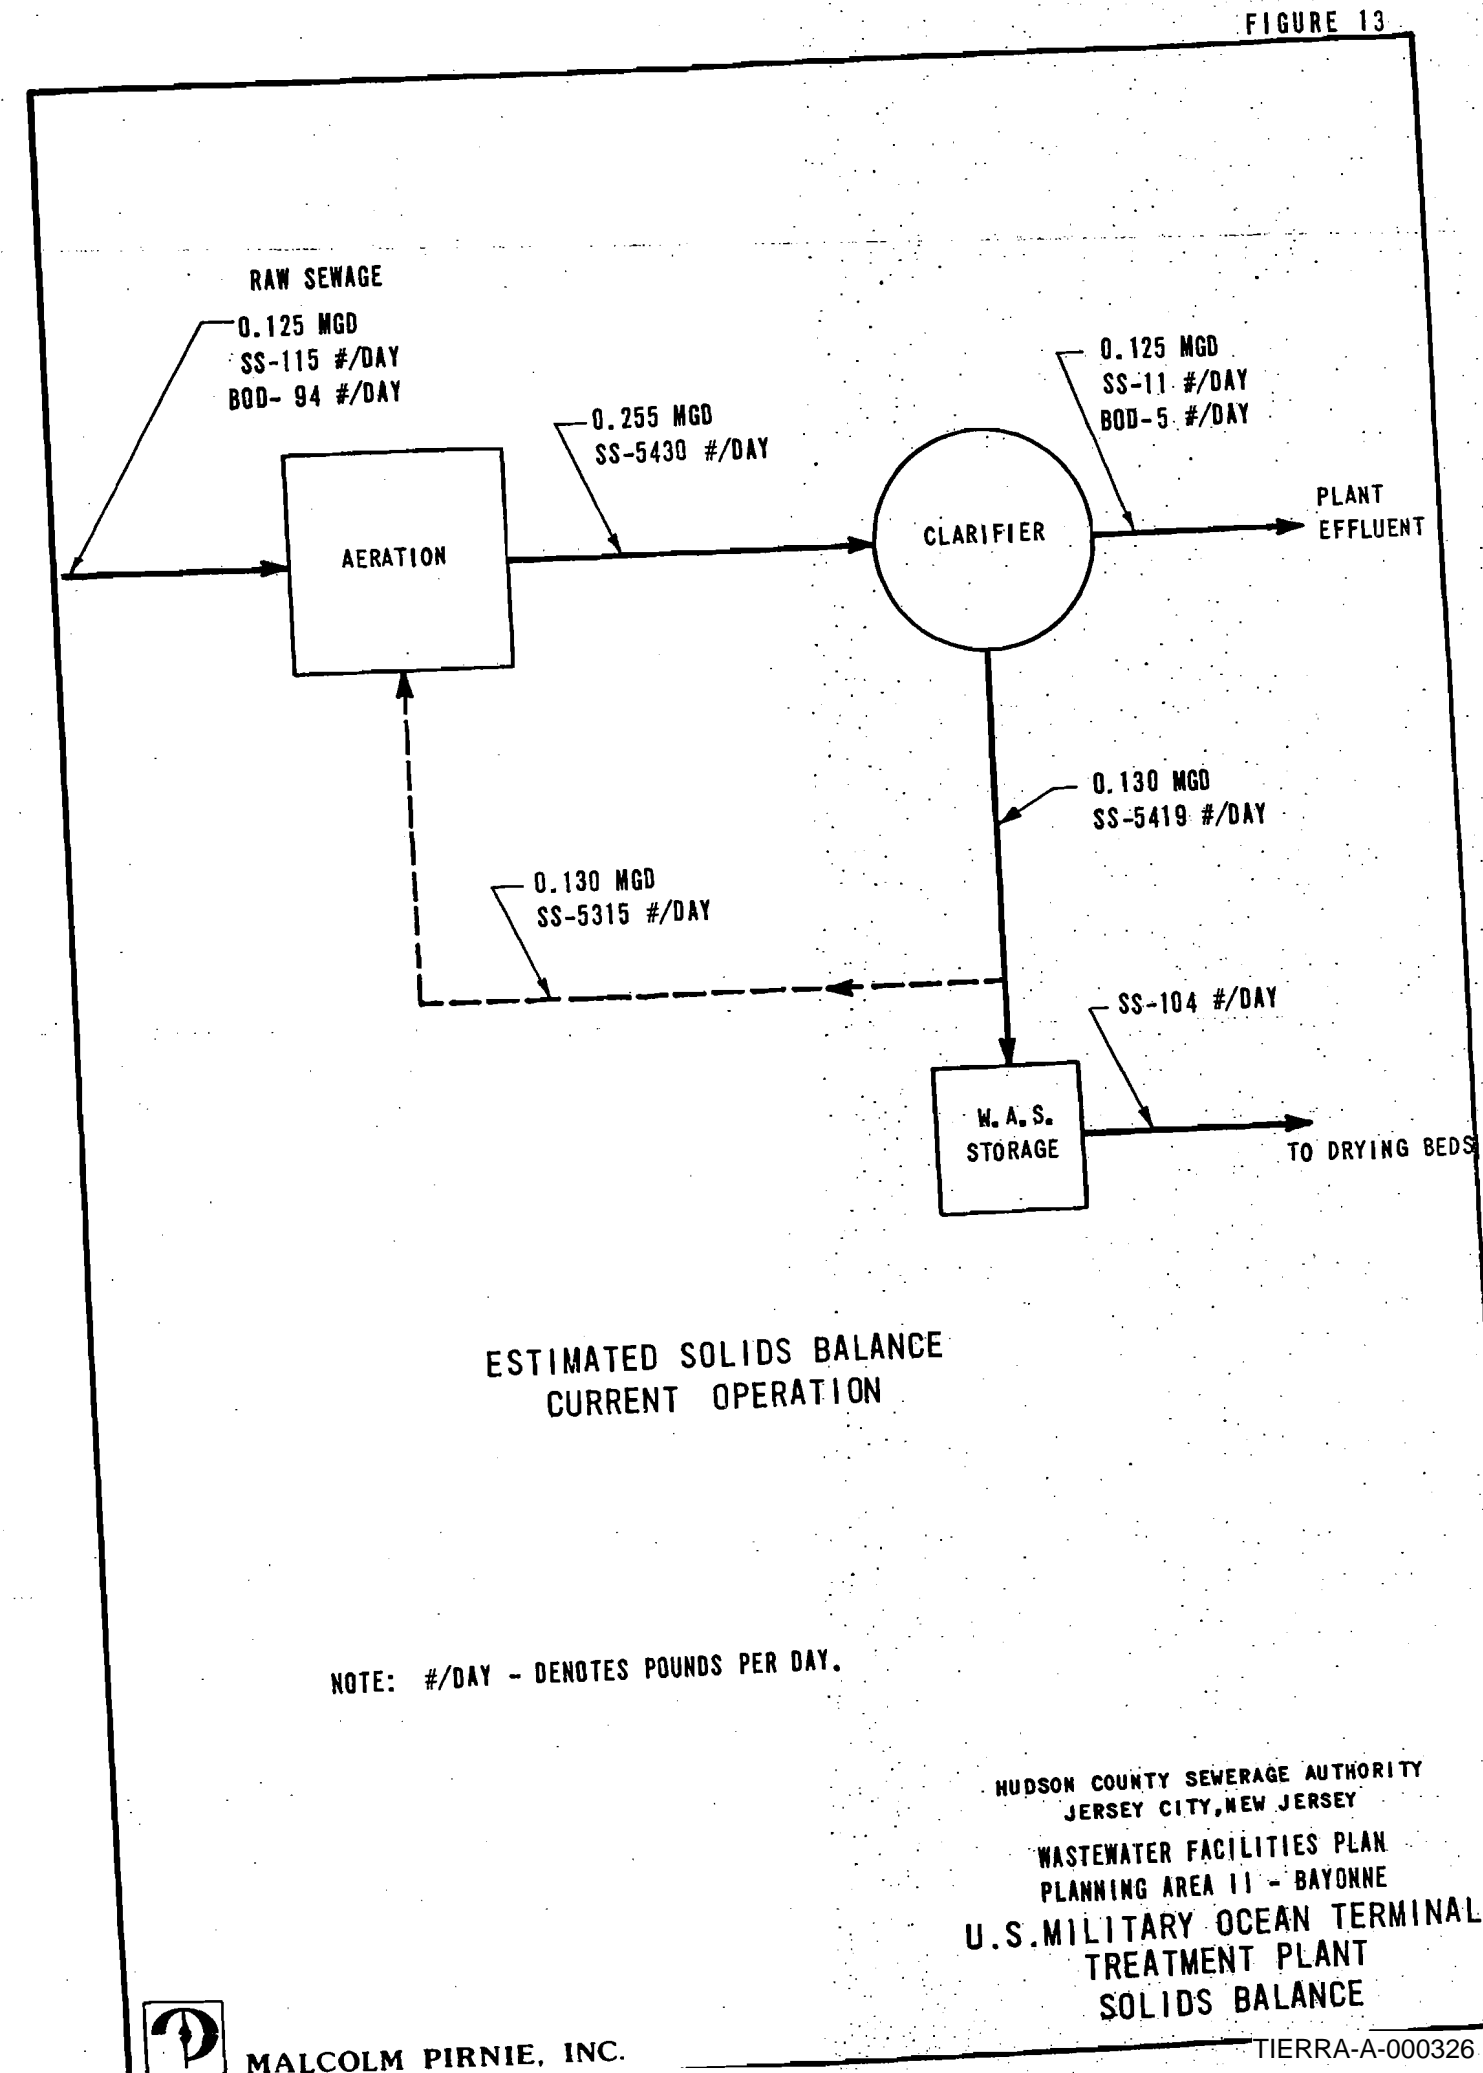 FIGURE 13
RAW SEWAGE
0.125 MGD
SS-115 #/DAY
BOD- 94 #/DAY
0.255 MGD
SS-5430 #/DAY
0.125 MGD
SS-11 #/DAY
BOD-5 #/DAY
AERATION
CLARIFIER
PLANT
EFFLUENT
0.130 MGD
SS-5419 #/DAY
0.130 MGD
SS-5315 #/DAY
SS-104 #/DAY
W.A.S.
STORAGE
TO DRYING BEDS
ESTIMATED SOLIDS BALANCE
CURRENT OPERATION
NOTE: #/DAY - DENOTES POUNDS PER DAY.
HUDSON COUNTY SEWERAGE AUTHORITY
JERSEY CITY, NEW JERSEY
WASTEWATER FACILITIES PLAN
PLANNING AREA II - BAYONNE
U.S.MILITARY OCEAN TERMINAL
TREATMENT PLANT
SOLIDS BALANCE
MALCOLM PIRNIE, INC.
TIERRA-A-000326